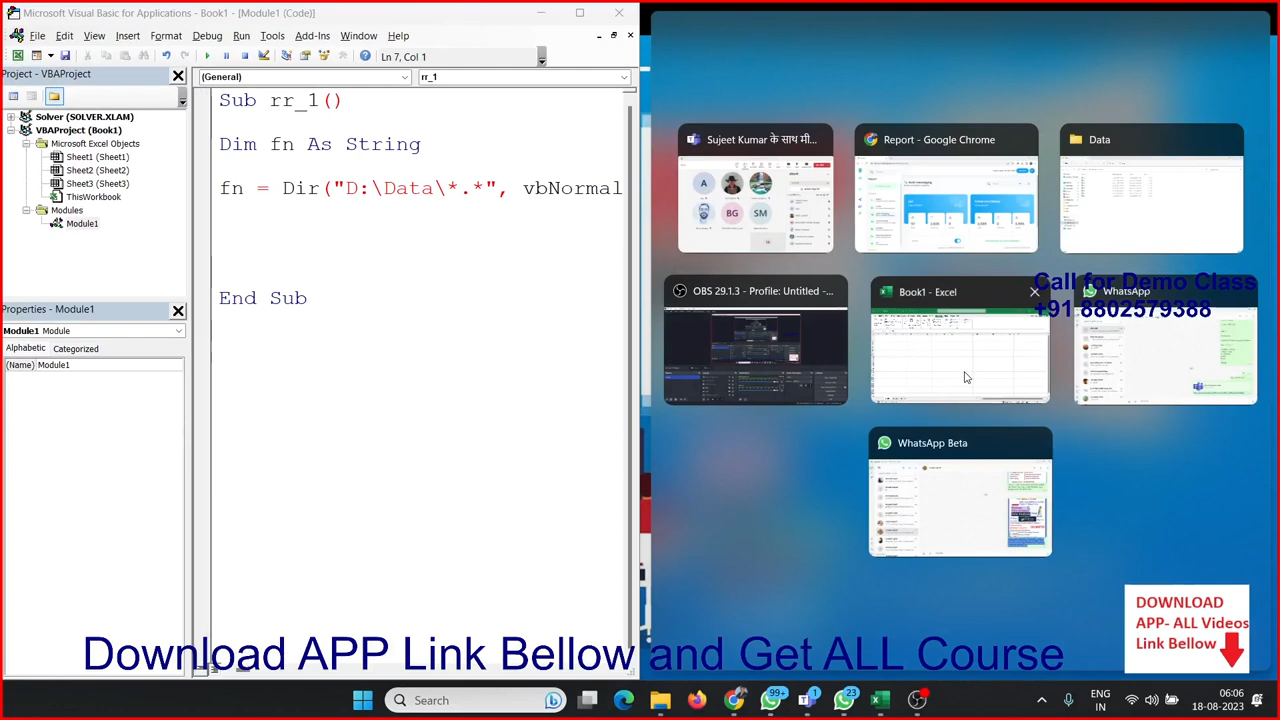 Microsoft Visual Basic for Applications - Book1 - [Module1 (Code)]
File Edit View Insert Format Debug Run Tools Add-Ins Window Help
Ln 7, Col 1
Project - VBAProject
(General)
rr_1
Solver (SOLVER.XLAM)
VBAProject (Book1)
Microsoft Excel Objects
Sheet1 (Sheet1)
Sheet2 (Sheet2)
Sheet3 (Sheet3)
ThisWorkbook
Modules
Module1
Sub rr_1()
Dim fn As String
fn = Dir("D:\Data\*.*", vbNormal
End Sub
Properties - Module1
Module1 Module
Alphabetic Categorized
(Name) Module1
Sujeet Kumar के साथ मी...
Report - Google Chrome
Data
OBS 29.1.3 - Profile: Untitled -...
Book1 - Excel
WhatsApp
Call for Demo Class
+91 8802579388
WhatsApp Beta
DOWNLOAD
APP- ALL Videos
Link Bellow
Download APP Link Bellow and Get ALL Course
Search
99+
1
23
ENG
IN
06:06
18-08-2023